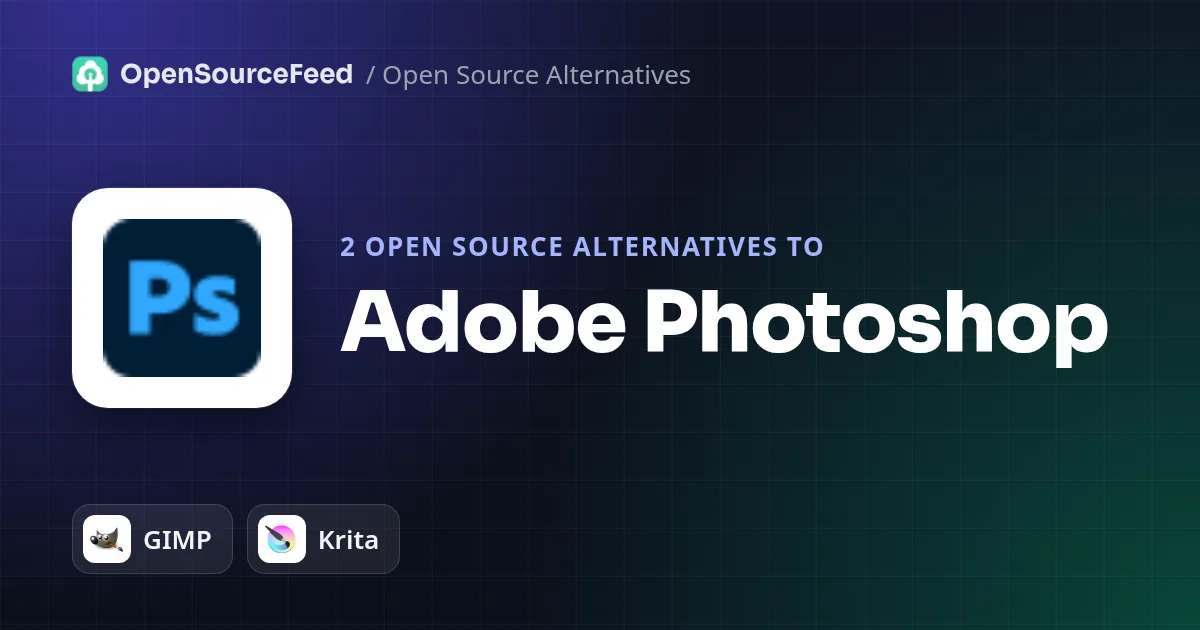 OpenSourceFeed / Open Source Alternatives
Ps
2 OPEN SOURCE ALTERNATIVES TO
Adobe Photoshop
GIMP
Krita